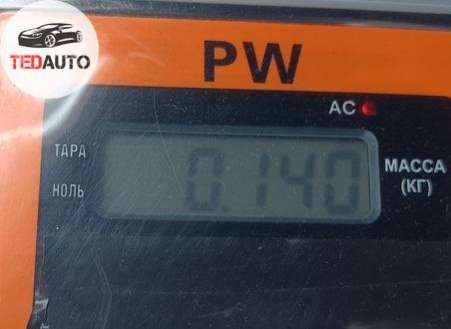 TEDAUTO
PW
AC
ТАРА
НОЛЬ
0.140
МАССА
(КГ)